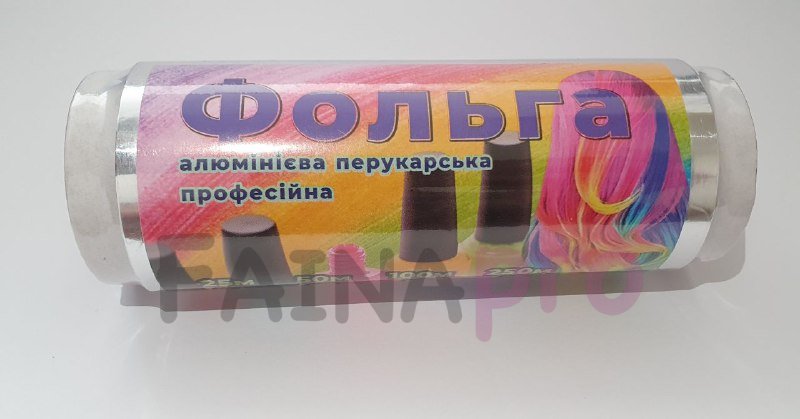 Фольга
алюмінієва перукарська
професійна
25м 50м 100м 250м
FAINApro